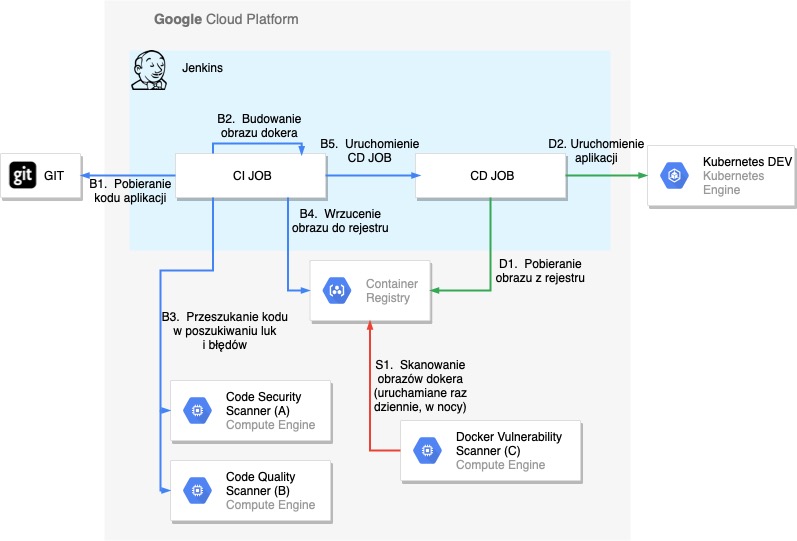 Google Cloud Platform
Jenkins
B2. Budowanie
obrazu dokera
B5. Uruchomienie
CD JOB
D2. Uruchomienie
aplikacji
git
GIT
CI JOB
CD JOB
Kubernetes DEV
Kubernetes
Engine
B1. Pobieranie
kodu aplikacji
B4. Wrzucenie
obrazu do rejestru
D1. Pobieranie
obrazu z rejestru
Container
Registry
B3. Przeszukanie kodu
w poszukiwaniu luk
i błędów
S1. Skanowanie
obrazów dokera
(uruchamiane raz
dziennie, w nocy)
Code Security
Scanner (A)
Compute Engine
Docker Vulnerability
Scanner (C)
Compute Engine
Code Quality
Scanner (B)
Compute Engine